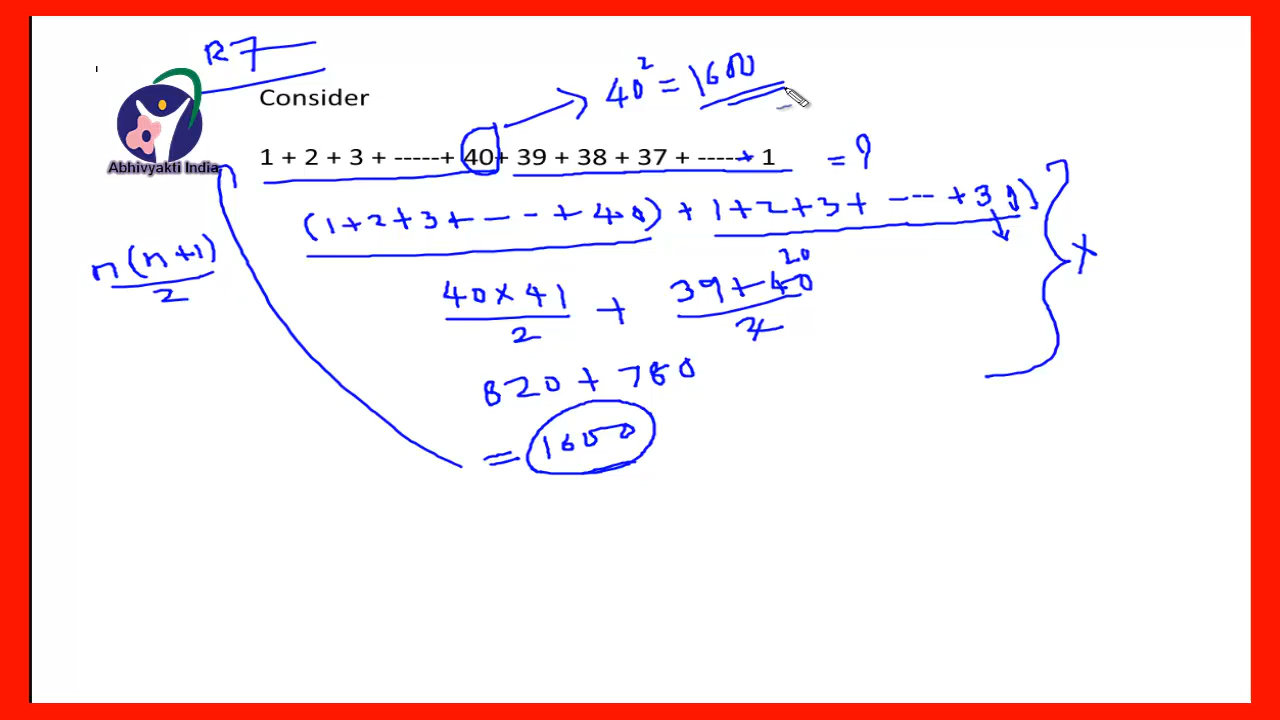 R7
Consider
40² = 1600
1 + 2 + 3 + -----+ 40+ 39 + 38 + 37 + ----+ 1 = ?
Abhivyakti India
(1+2+3+ - - - + 40) + 1+2+3+ - - - + 39)
n(n+1)
2
20
40×41 + 39+40
2 2
820 + 780
= 1600
X